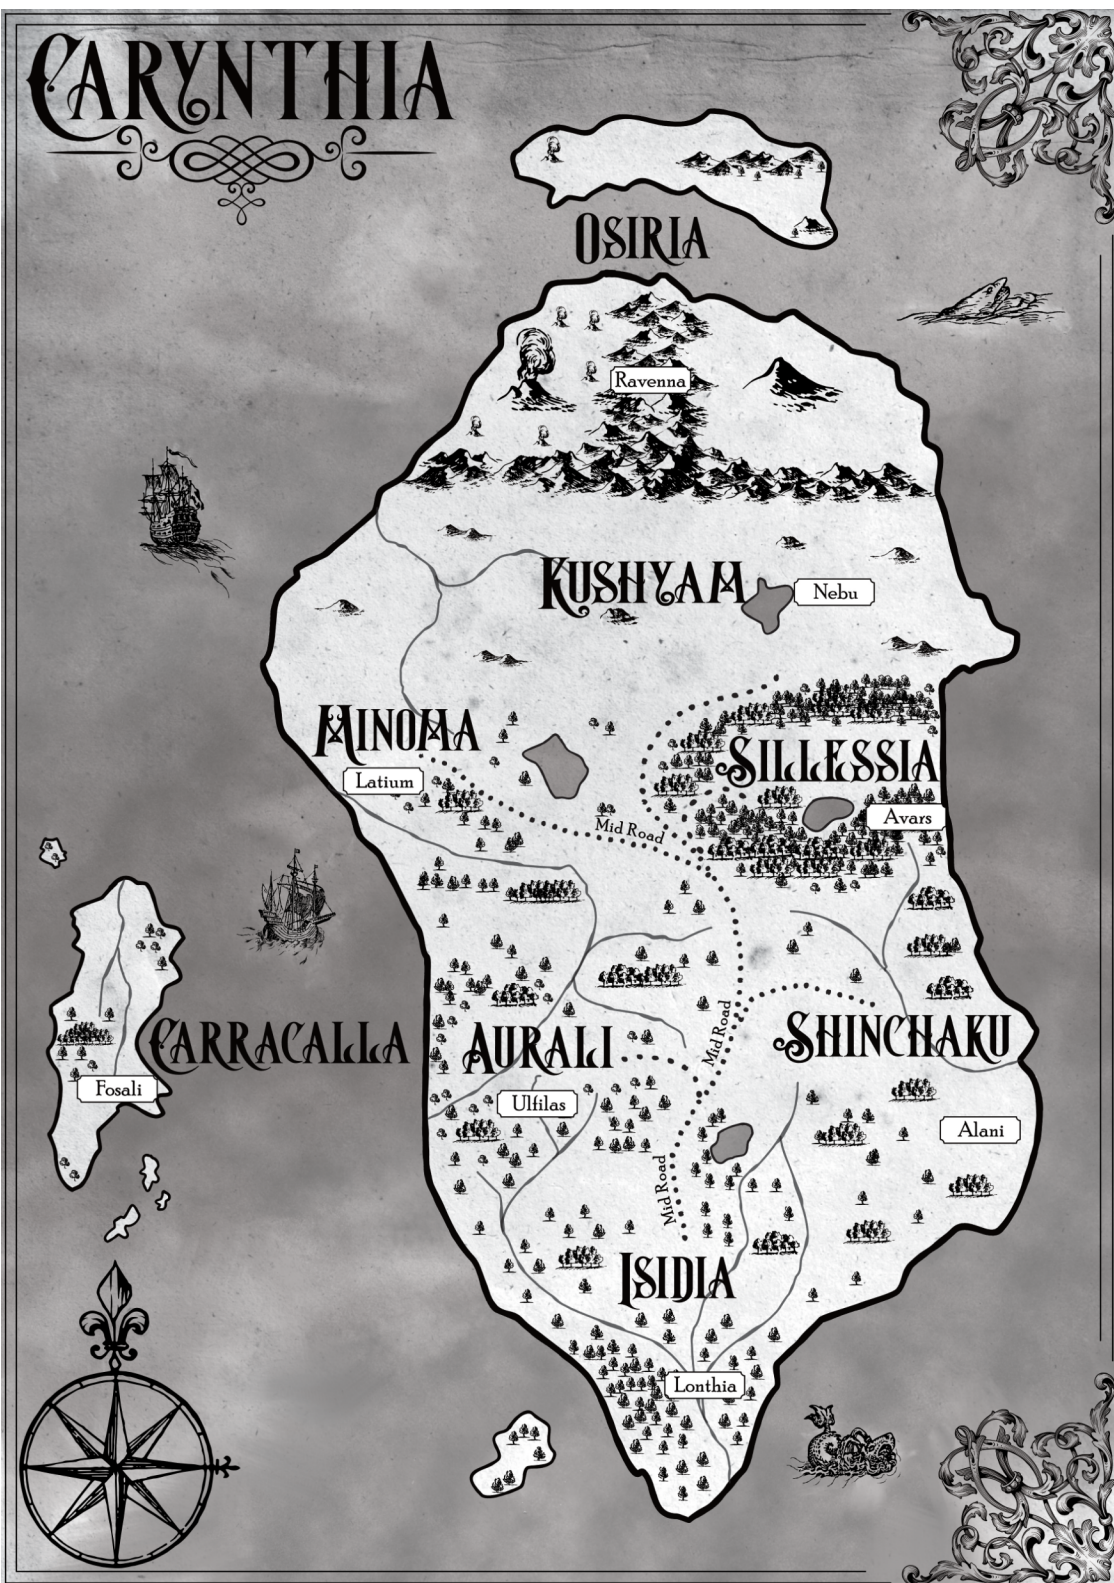 CARYNTHIA
OSIRIA
Ravenna
KUSHYAM
Nebu
MINOMA
Latium
SILLESSIA
Avars
Mid Road
CARRACALLA
Fosali
AURALI
Ulfilas
Mid Road
SHINCHAKU
Alani
Mid Road
ISIDIA
Lonthia